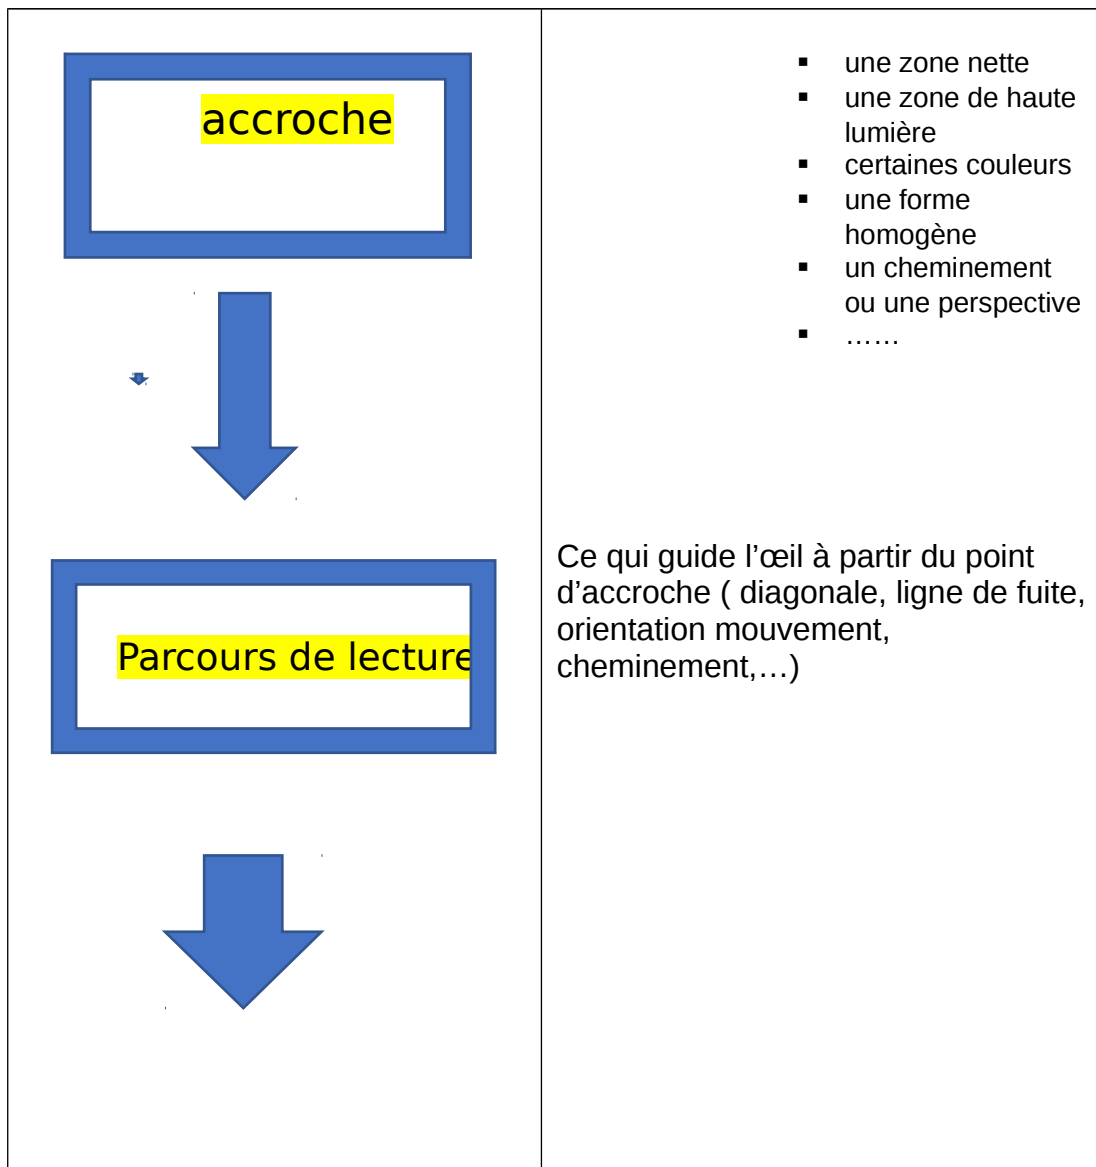 accroche
▪ une zone nette
▪ une zone de haute
lumière
▪ certaines couleurs
▪ une forme
homogène
▪ un cheminement
ou une perspective
▪ ……
Parcours de lecture
Ce qui guide l’œil à partir du point
d’accroche ( diagonale, ligne de fuite,
orientation mouvement,
cheminement,…)